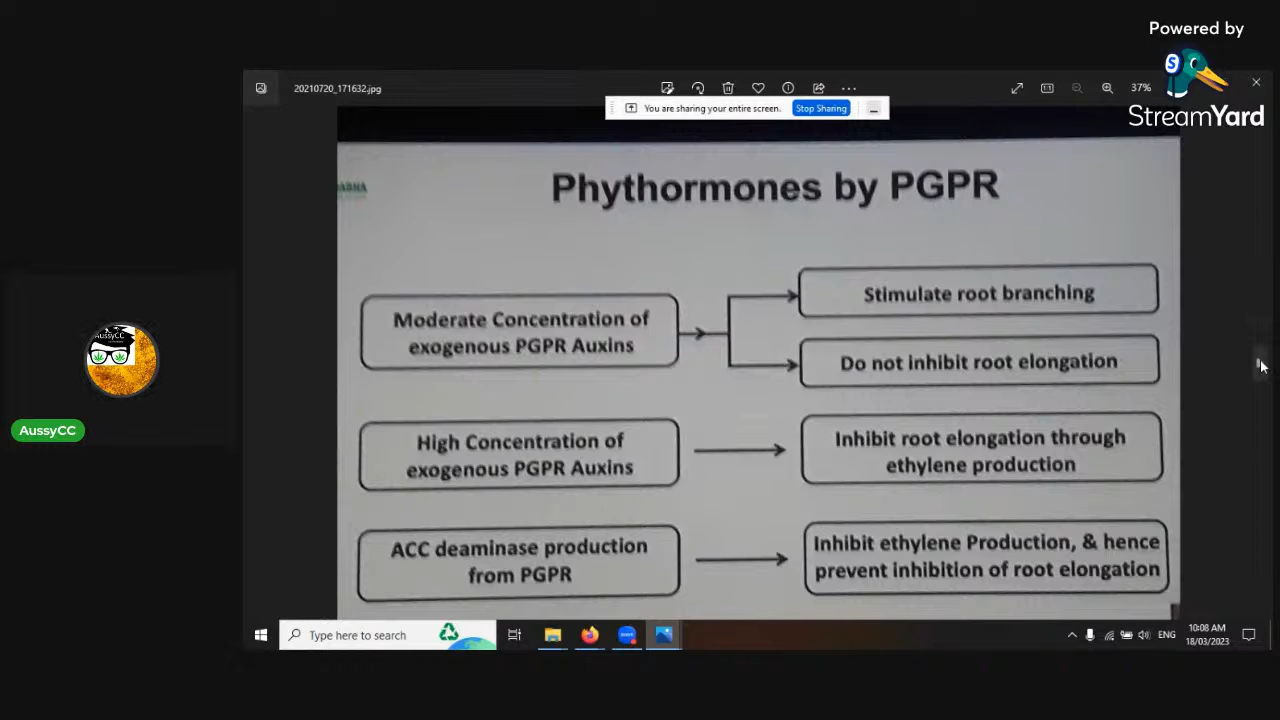 Powered by
StreamYard
20210720_171632.jpg
37%
You are sharing your entire screen.
Stop Sharing
Phythormones by PGPR
Moderate Concentration of
exogenous PGPR Auxins
Stimulate root branching
Do not inhibit root elongation
High Concentration of
exogenous PGPR Auxins
Inhibit root elongation through
ethylene production
ACC deaminase production
from PGPR
Inhibit ethylene Production, & hence
prevent inhibition of root elongation
AussyCC
AussyCC
Type here to search
zoom
ENG
10:08 AM
18/03/2023